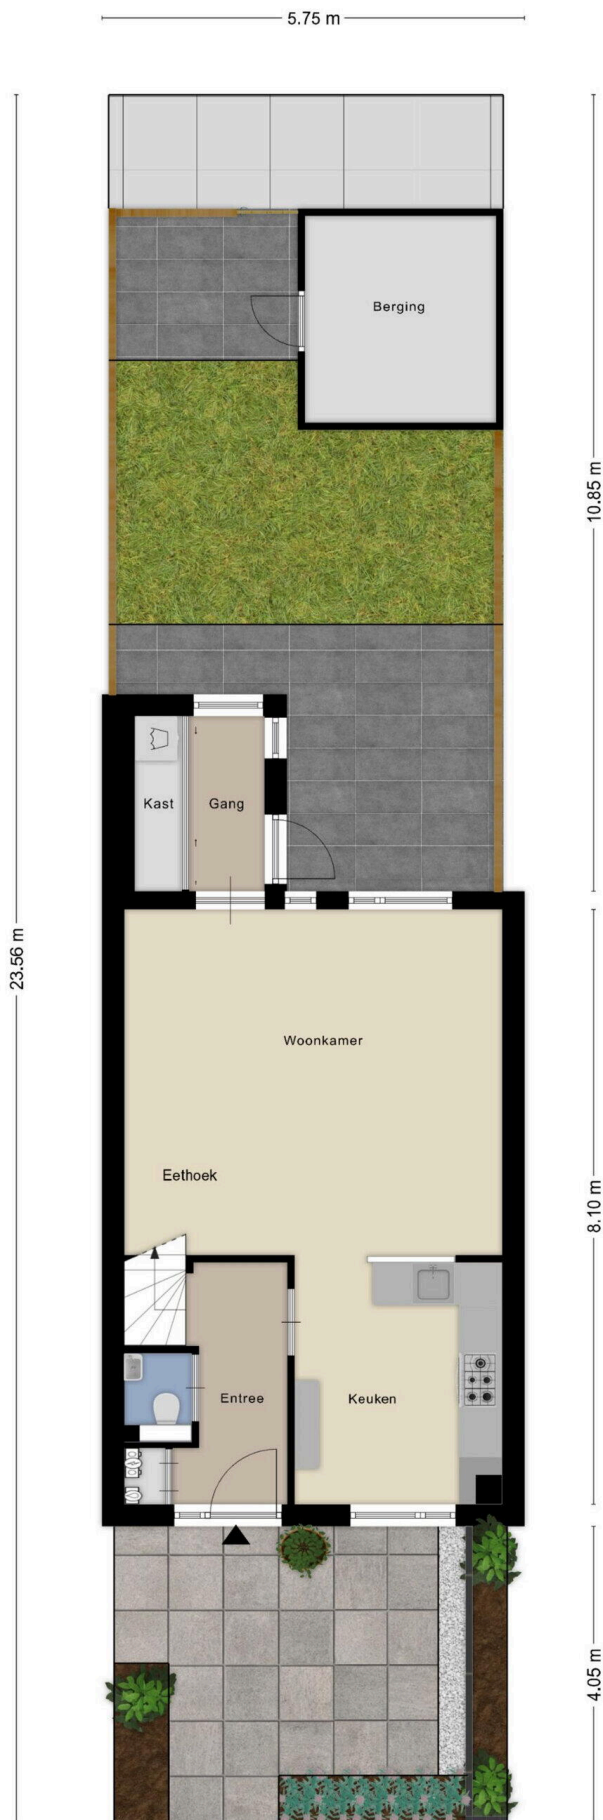 5.75 m
Berging
10.85 m
Kast
Gang
23.56 m
Woonkamer
Eethoek
8.10 m
Entree
Keuken
4.05 m